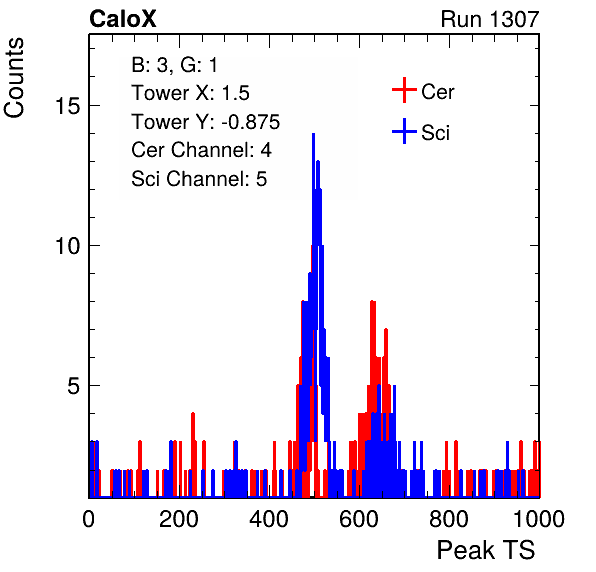 CaloX Run 1307
B: 3, G: 1
Tower X: 1.5
Tower Y: -0.875
Cer Channel: 4
Sci Channel: 5
Cer
Sci
Counts
15
10
5
0 200 400 600 800 1000
Peak TS